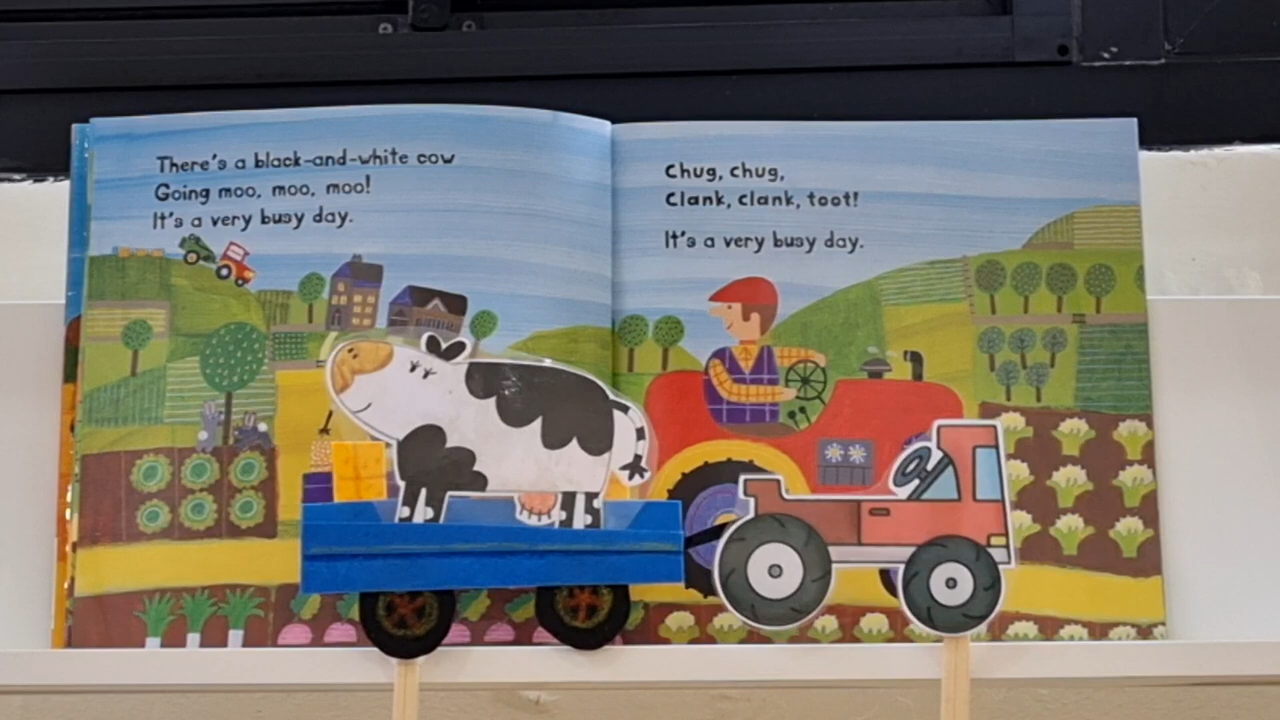 There's a black-and-white cow
Going moo, moo, moo!
It's a very busy day.
Chug, chug,
Clank, clank, toot!
It's a very busy day.